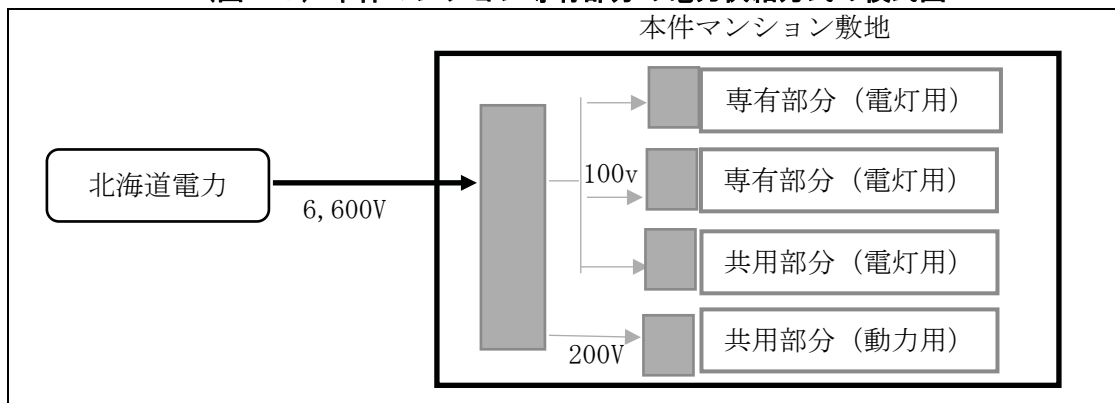 本件マンション敷地
専有部分（電灯用）
北海道電力
6,600V
100v
専有部分（電灯用）
共用部分（電灯用）
200V
共用部分（動力用）